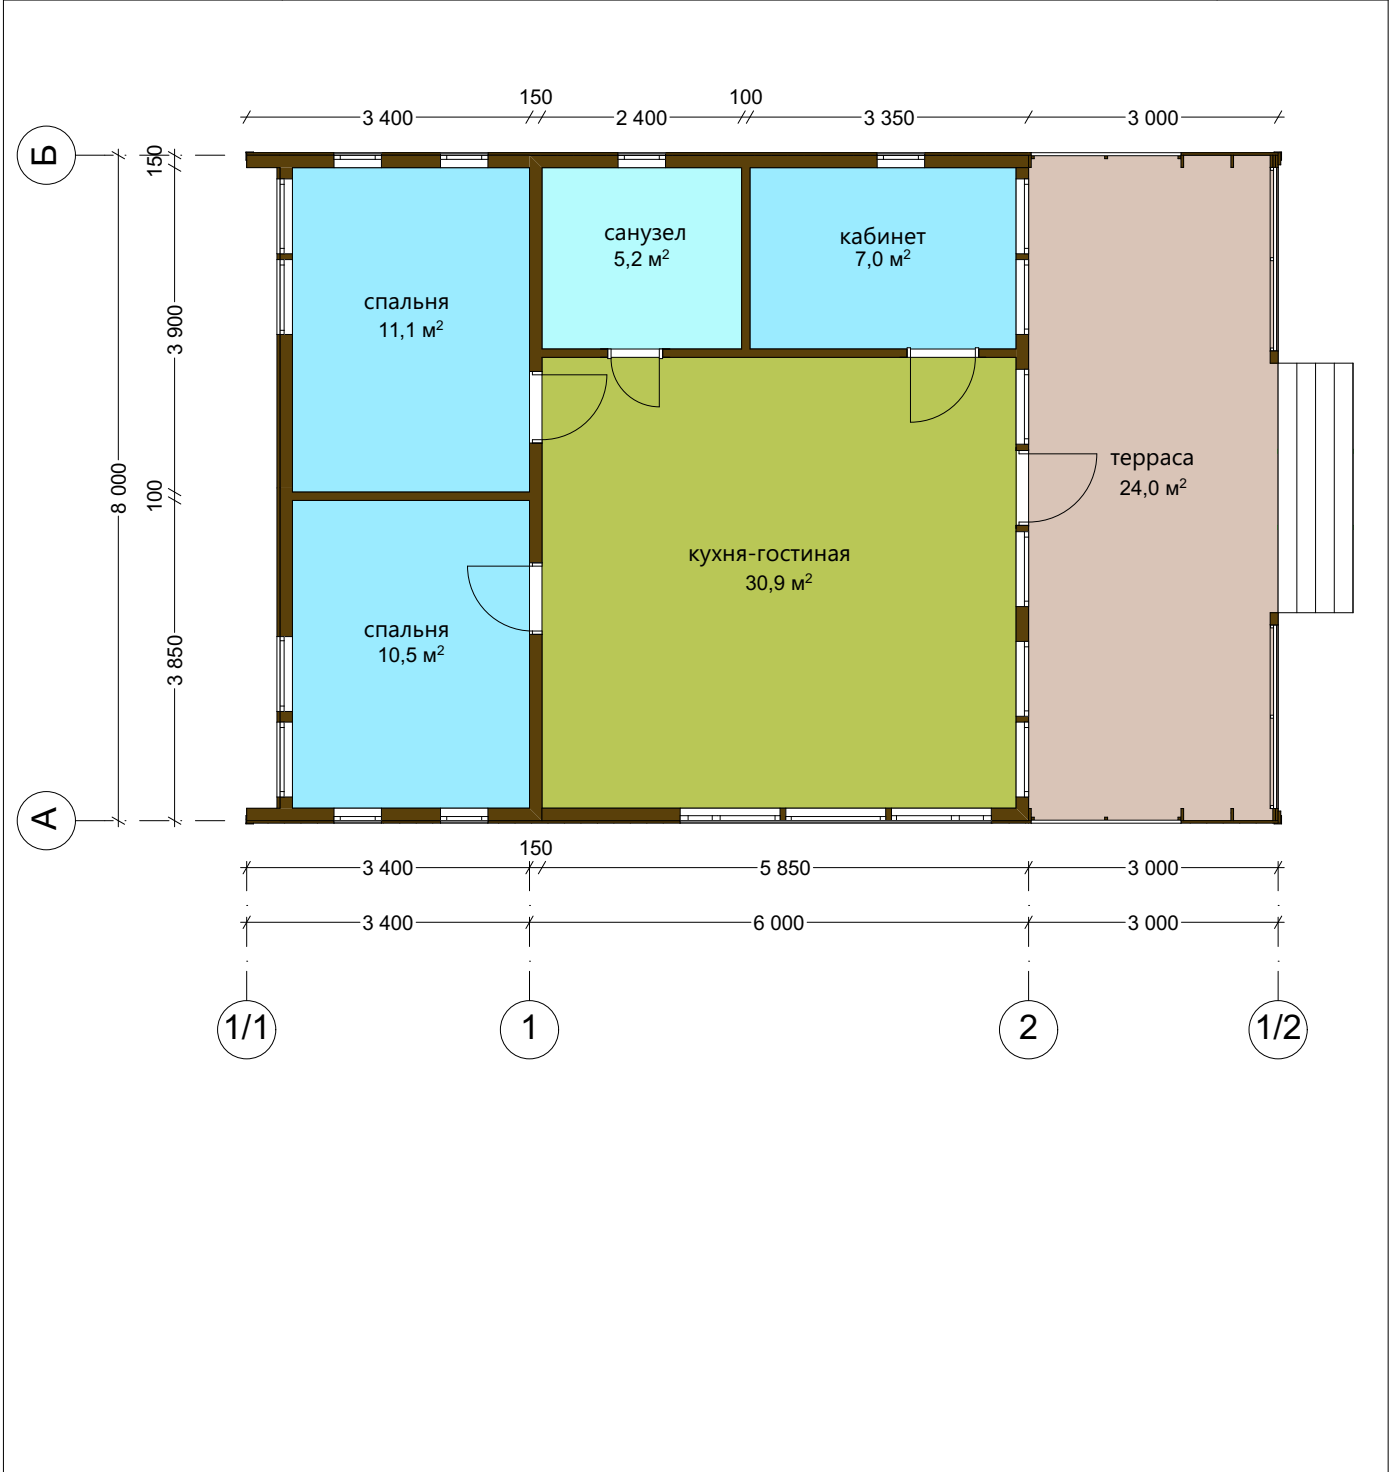 150
100
3 400
2 400
3 350
3 000
Б
150
санузел
5,2 м²
кабинет
7,0 м²
спальня
11,1 м²
3 900
терраса
24,0 м²
8 000
100
кухня-гостиная
30,9 м²
спальня
10,5 м²
3 850
А
150
3 400
5 850
3 000
3 400
6 000
3 000
1/1
1
2
1/2